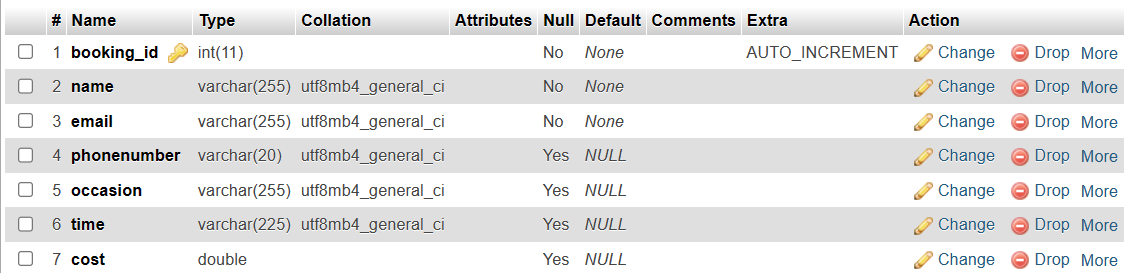 # Name Type Collation Attributes Null Default Comments Extra Action
1 booking_id int(11) No None AUTO_INCREMENT Change Drop More
2 name varchar(255) utf8mb4_general_ci No None Change Drop More
3 email varchar(255) utf8mb4_general_ci No None Change Drop More
4 phonenumber varchar(20) utf8mb4_general_ci Yes NULL Change Drop More
5 occasion varchar(255) utf8mb4_general_ci Yes NULL Change Drop More
6 time varchar(225) utf8mb4_general_ci Yes NULL Change Drop More
7 cost double Yes NULL Change Drop More